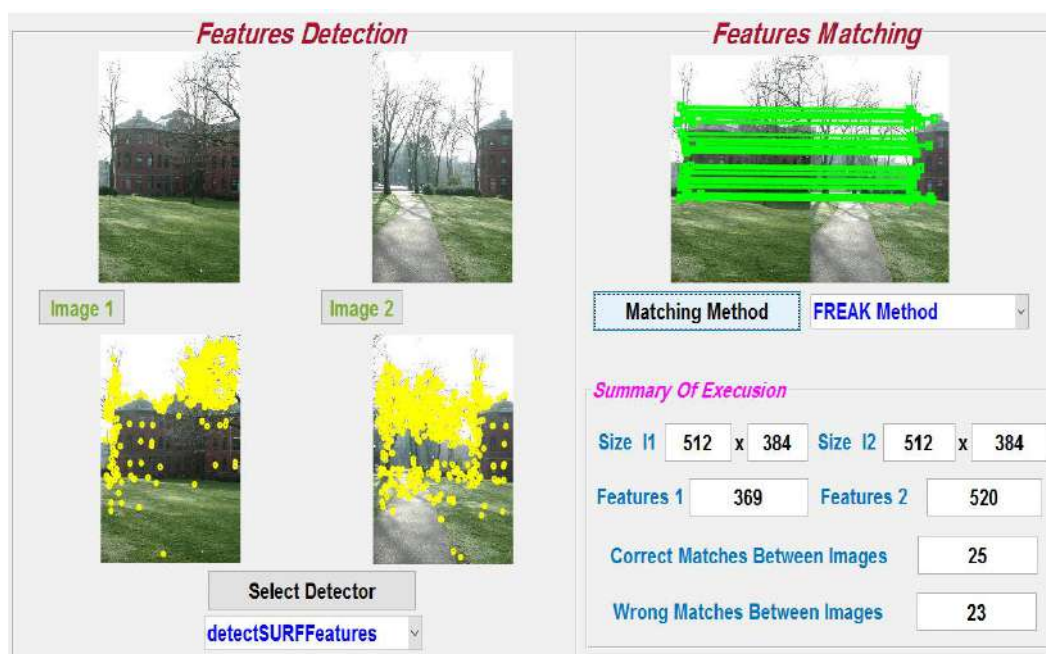 Features Detection
Features Matching
Image 1
Image 2
Matching Method
FREAK Method
Summary Of Execusion
Size I1 512 x 384 Size I2 512 x 384
Features 1 369 Features 2 520
Correct Matches Between Images 25
Wrong Matches Between Images 23
Select Detector
detectSURFFeatures